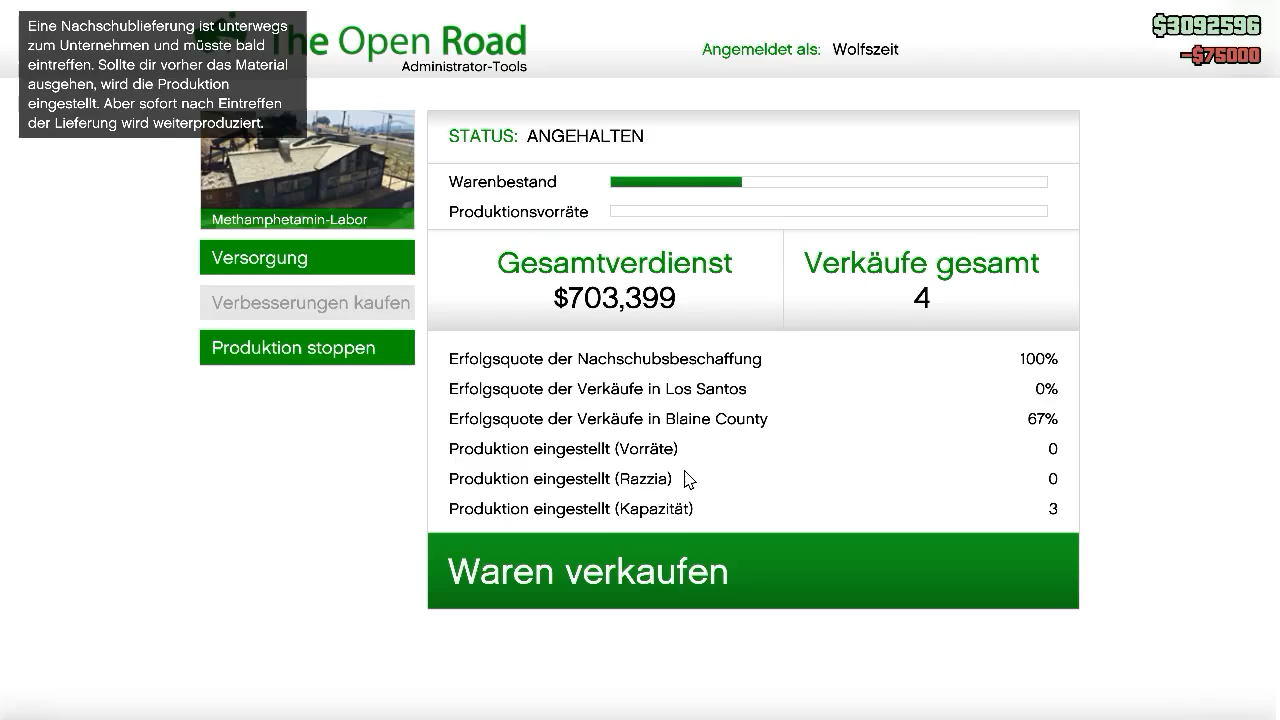 Eine Nachschublieferung ist unterwegs
zum Unternehmen und müsste bald
eintreffen. Sollte dir vorher das Material
ausgehen, wird die Produktion
eingestellt. Aber sofort nach Eintreffen
der Lieferung wird weiterproduziert.
The Open Road
Administrator-Tools
Angemeldet als: Wolfszeit
$3092596
-$75000
Methamphetamin-Labor
Versorgung
Verbesserungen kaufen
Produktion stoppen
STATUS: ANGEHALTEN
Warenbestand
Produktionsvorräte
Gesamtverdienst
$703,399
Verkäufe gesamt
4
Erfolgsquote der Nachschubsbeschaffung 100%
Erfolgsquote der Verkäufe in Los Santos 0%
Erfolgsquote der Verkäufe in Blaine County 67%
Produktion eingestellt (Vorräte) 0
Produktion eingestellt (Razzia) 0
Produktion eingestellt (Kapazität) 3
Waren verkaufen